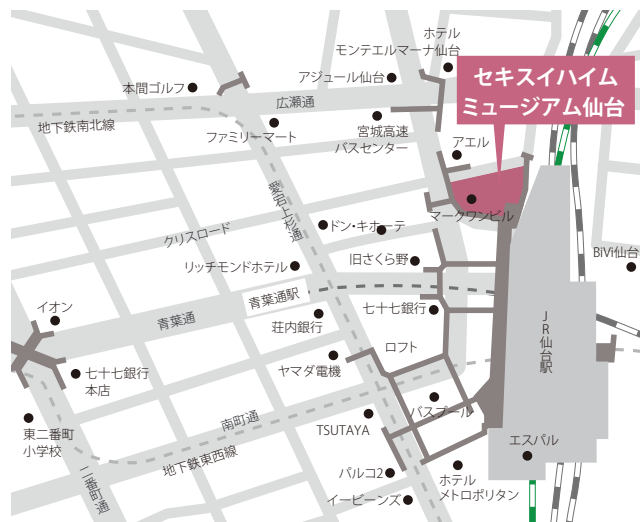 ホテル
モンテエルマーナ仙台
アジュール仙台
本間ゴルフ
広瀬通
地下鉄南北線
ファミリーマート
宮城高速
バスセンター
セキスイハイム
ミュージアム仙台
アエル
マークワンビル
愛宕上杉通
クリスロード
ドン・キホーテ
旧さくら野
リッチモンドホテル
BiVi仙台
青葉通駅
イオン
青葉通
荘内銀行
七十七銀行
JR仙台駅
ロフト
ヤマダ電機
七十七銀行
本店
バスプール
南町通
TSUTAYA
東二番町
小学校
地下鉄東西線
エスパル
二番町通
パルコ2
ホテル
メトロポリタン
イービーンズ